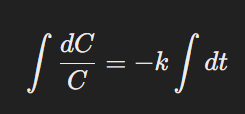 ∫ dC/C = −k ∫ dt